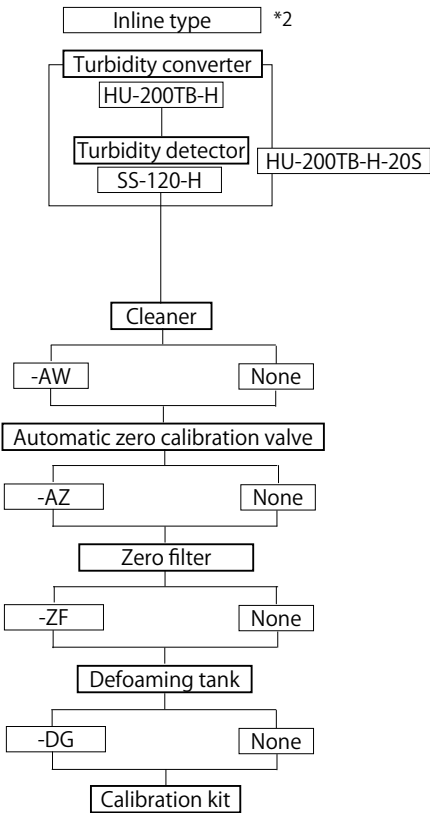 Inline type *2
Turbidity converter
HU-200TB-H
Turbidity detector
HU-200TB-H-20S
SS-120-H
Cleaner
-AW None
Automatic zero calibration valve
-AZ None
Zero filter
-ZF None
Defoaming tank
-DG None
Calibration kit